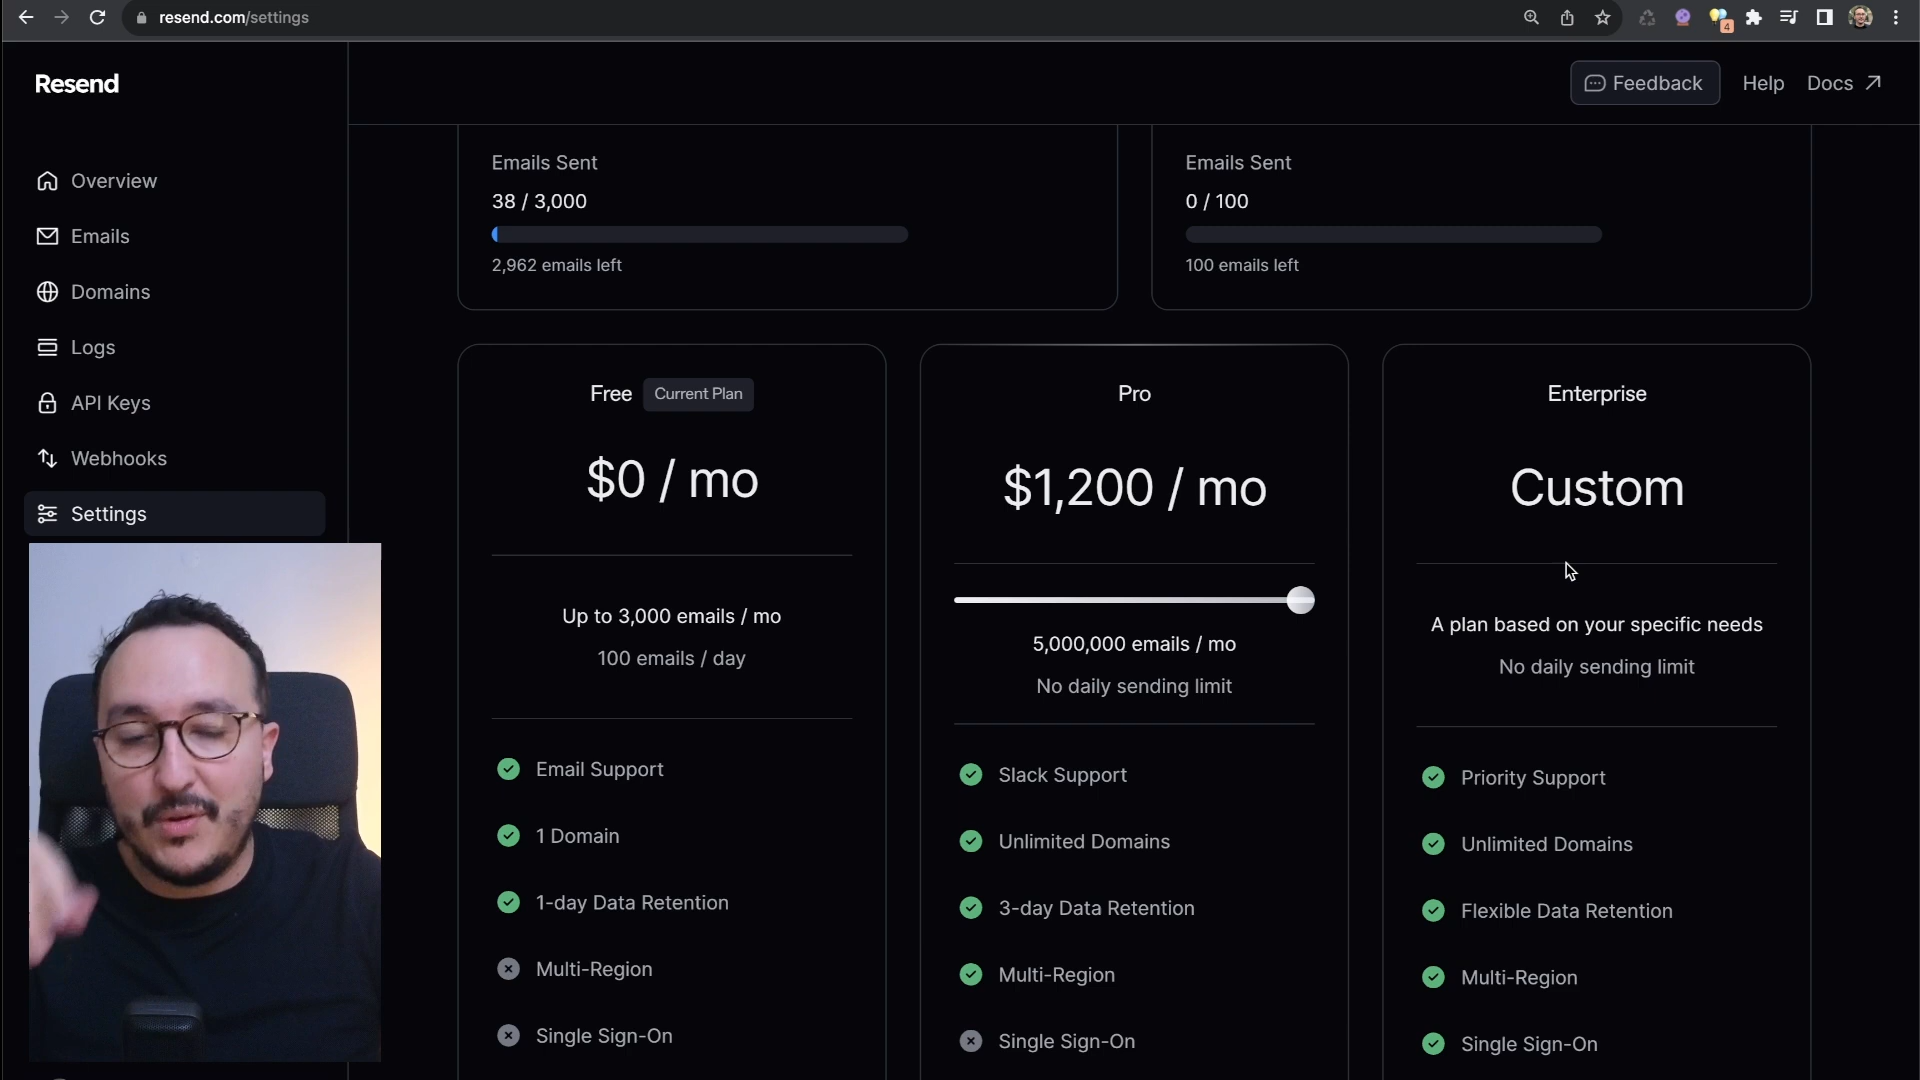 resend.com/settings
4
Resend
Feedback
Help
Docs
Overview
Emails
Domains
Logs
API Keys
Webhooks
Settings
Emails Sent
38 / 3,000
2,962 emails left
Emails Sent
0 / 100
100 emails left
Free
Current Plan
$0 / mo
Up to 3,000 emails / mo
100 emails / day
Email Support
1 Domain
1-day Data Retention
Multi-Region
Single Sign-On
Pro
$1,200 / mo
5,000,000 emails / mo
No daily sending limit
Slack Support
Unlimited Domains
3-day Data Retention
Multi-Region
Single Sign-On
Enterprise
Custom
A plan based on your specific needs
No daily sending limit
Priority Support
Unlimited Domains
Flexible Data Retention
Multi-Region
Single Sign-On